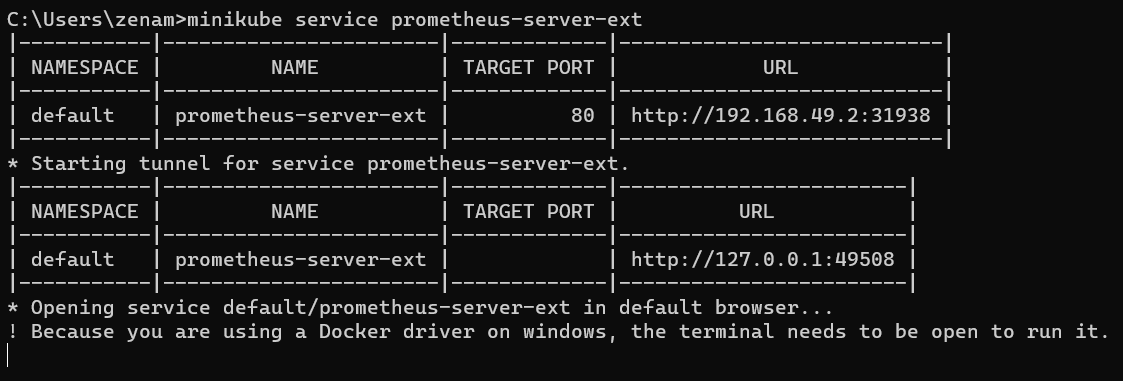 C:\Users\zenam>minikube service prometheus-server-ext
|-----------|-----------------------|-------------|---------------------------|
| NAMESPACE |         NAME          | TARGET PORT |            URL            |
|-----------|-----------------------|-------------|---------------------------|
| default   | prometheus-server-ext |          80 | http://192.168.49.2:31938 |
|-----------|-----------------------|-------------|---------------------------|
* Starting tunnel for service prometheus-server-ext.
|-----------|-----------------------|-------------|------------------------|
| NAMESPACE |         NAME          | TARGET PORT |          URL           |
|-----------|-----------------------|-------------|------------------------|
| default   | prometheus-server-ext |             | http://127.0.0.1:49508 |
|-----------|-----------------------|-------------|------------------------|
* Opening service default/prometheus-server-ext in default browser...
! Because you are using a Docker driver on windows, the terminal needs to be open to run it.